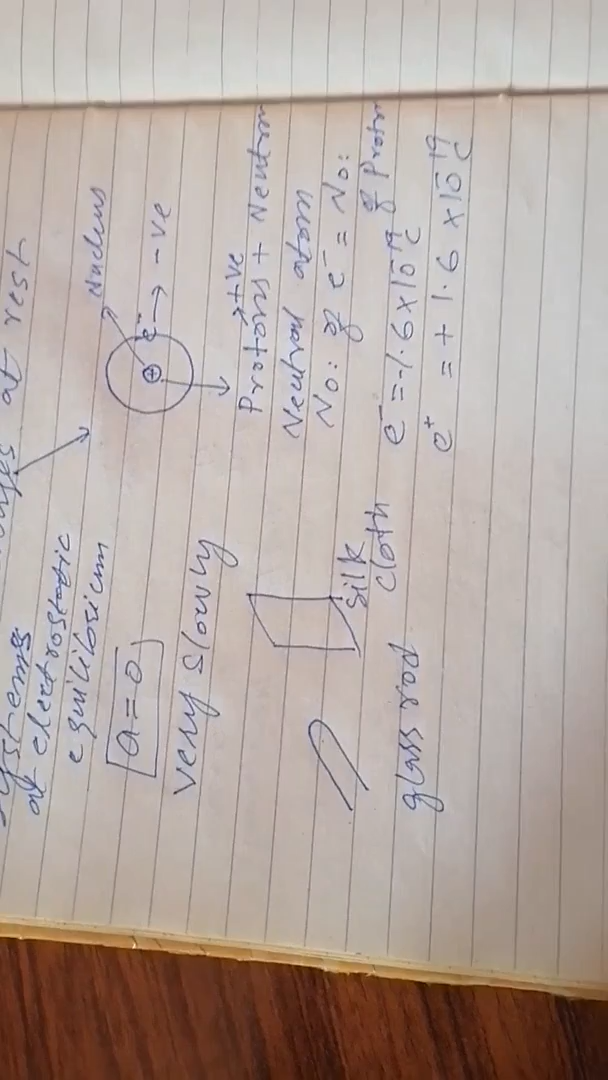 at rest
systems
at electrostatic
equilibrium
a = 0
very slowly
glass rod
silk
cloth
Nucleus
⊕
e⁻ → -ve
+ve
Protons + Neutron
Neutral atom
No: of e⁻ = No:
of Proton
e⁻ = -1.6 × 10⁻¹⁹ C
e⁺ = + 1.6 × 10⁻¹⁹ C